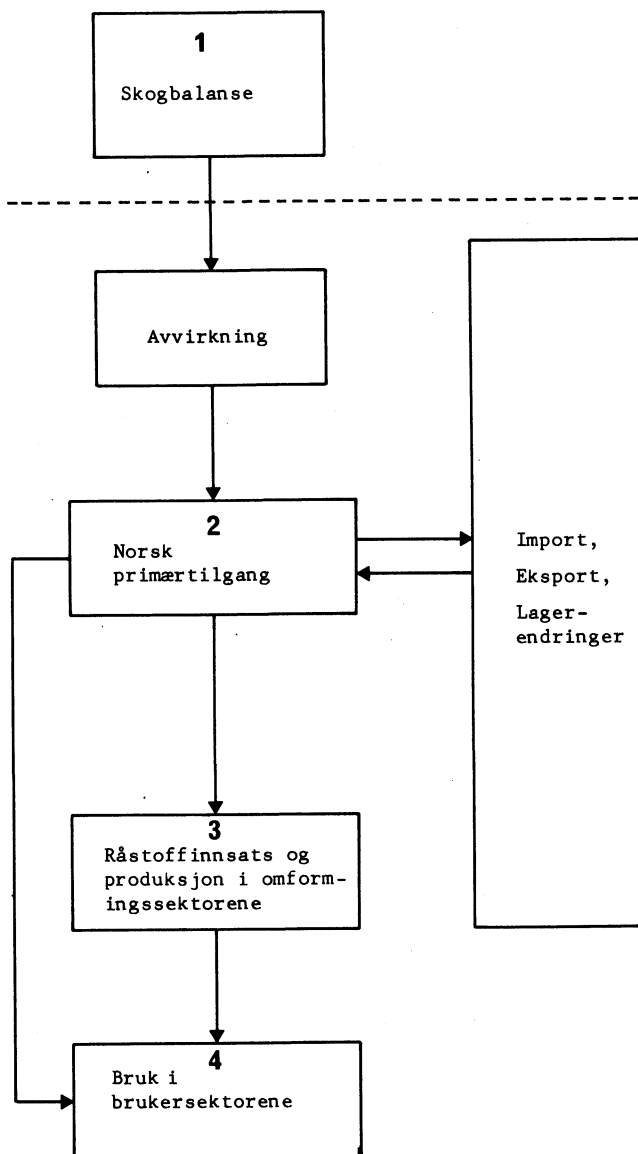 1
Skogbalanse
Avvirkning
2
Norsk
primærtilgang
Import,
Eksport,
Lager-
endringer
3
Råstoffinnsats og
produksjon i omform-
ingssektorene
4
Bruk i
brukersektorene